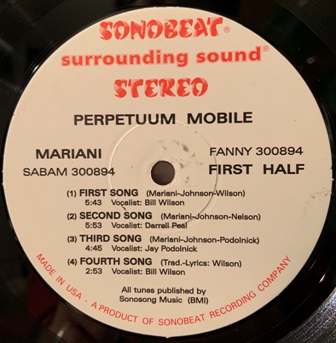 SONOBEAT®
surrounding sound®
STEREO
PERPETUUM MOBILE
MARIANI FANNY 300894
SABAM 300894 FIRST HALF
(1) FIRST SONG (Mariani-Johnson-Wilson)
5:43 Vocalist: Bill Wilson
(2) SECOND SONG (Mariani-Johnson-Nelson)
5:53 Vocalist: Darrell Peal
(3) THIRD SONG (Mariani-Johnson-Podolnick)
4:45 Vocalist: Jay Podolnick
(4) FOURTH SONG (Trad.-Lyrics: Wilson)
2:53 Vocalist: Bill Wilson
All tunes published by
Sonosong Music (BMI)
MADE IN USA - A PRODUCT OF SONOBEAT RECORDING COMPANY